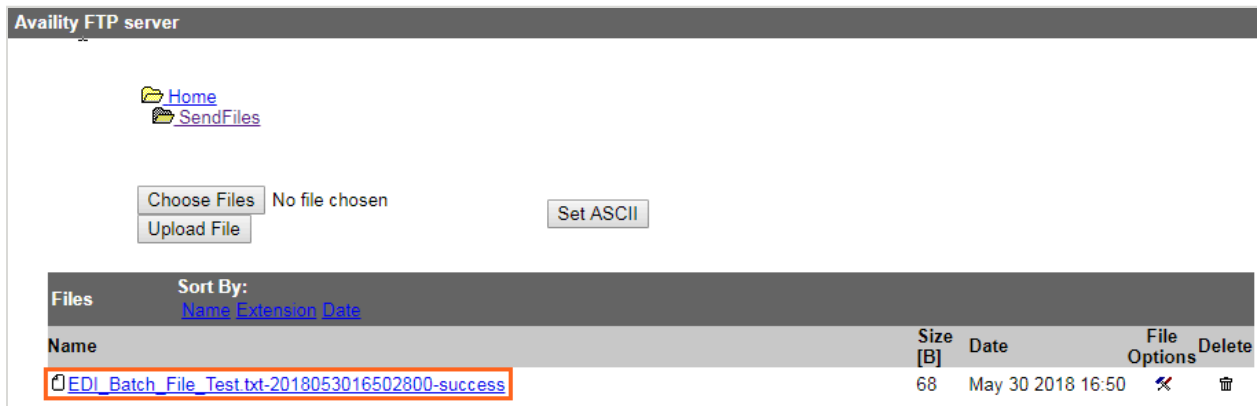 Availity FTP server
Home
SendFiles
Choose Files No file chosen
Upload File
Set ASCII
Files
Sort By:
Name Extension Date
Name Size [B] Date File Options Delete
EDI_Batch_File_Test.txt-2018053016502800-success 68 May 30 2018 16:50